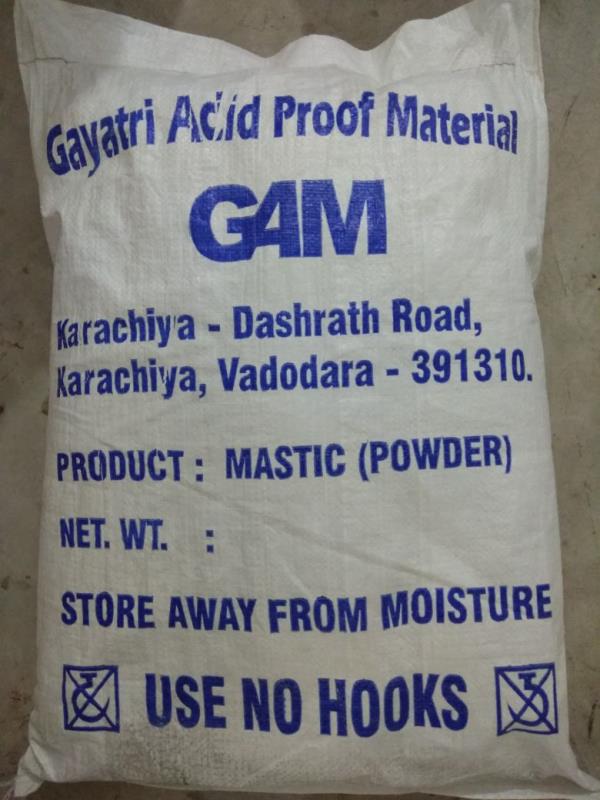 Gayatri Acid Proof Material
GAM
Karachiya - Dashrath Road,
Karachiya, Vadodara - 391310.
PRODUCT : MASTIC (POWDER)
NET. WT. :
STORE AWAY FROM MOISTURE
USE NO HOOKS